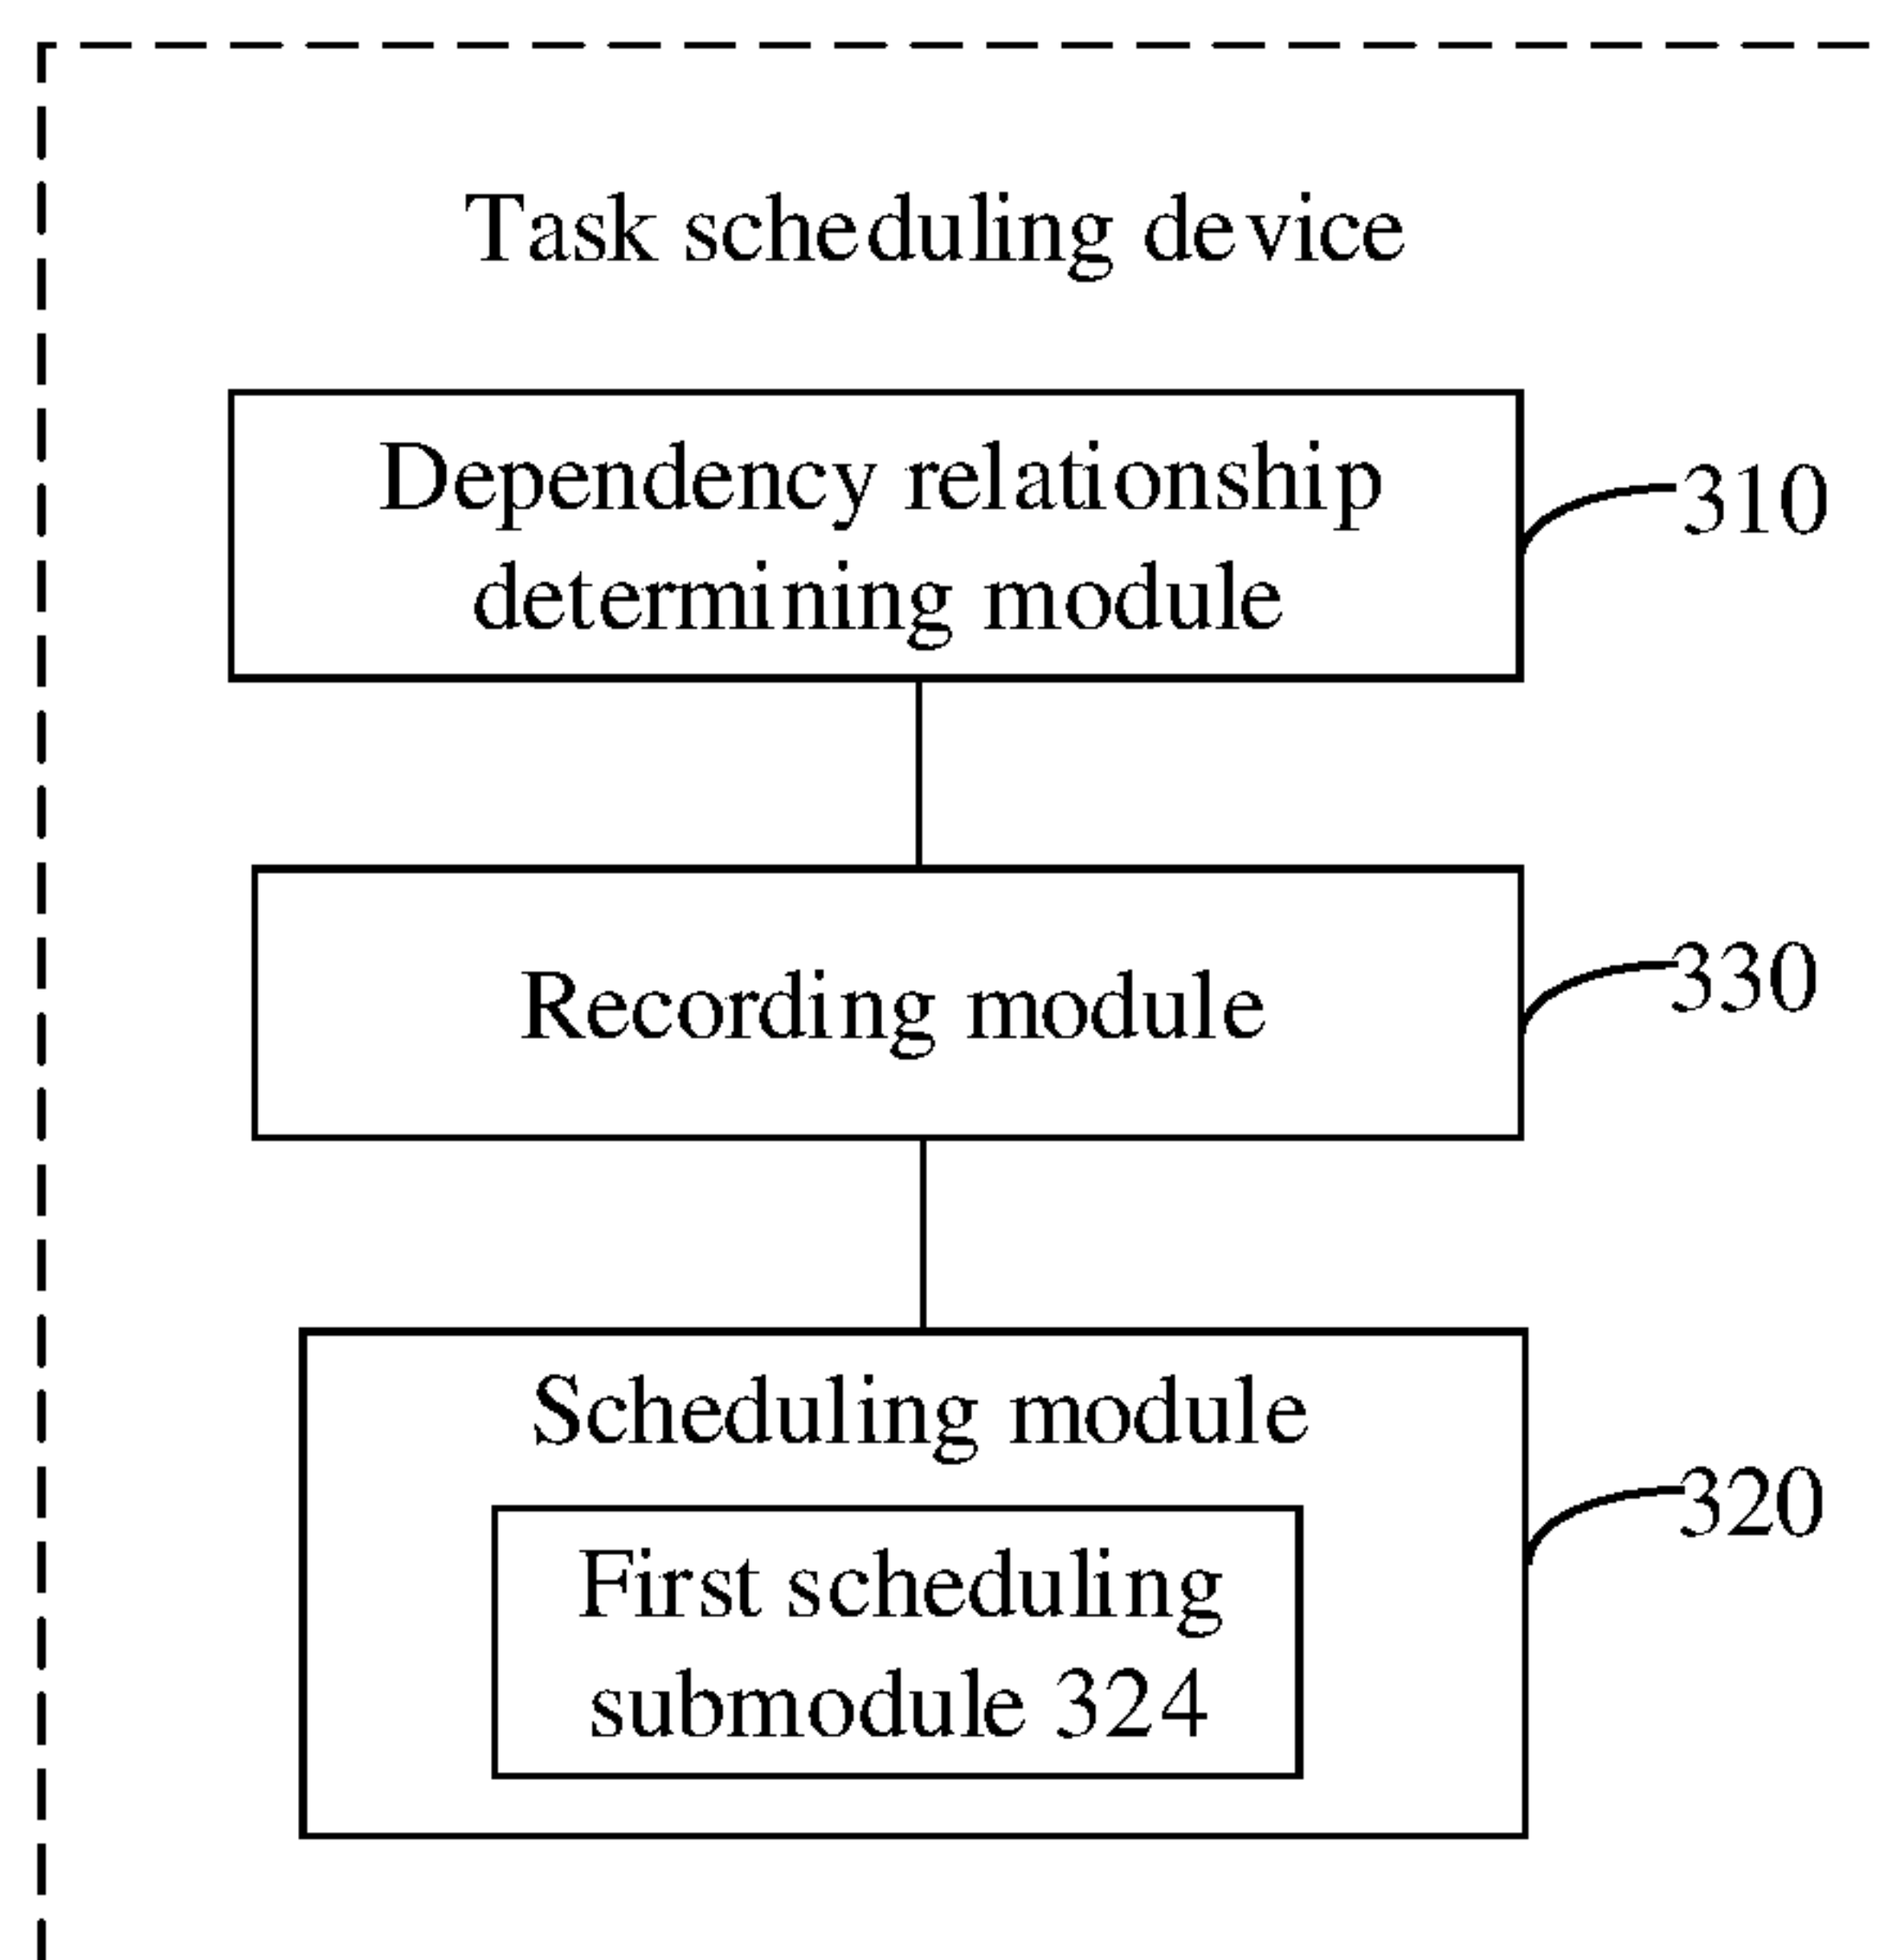 Task scheduling device
Dependency relationship
determining module
310
Recording module
330
Scheduling module
First scheduling
submodule 324
320